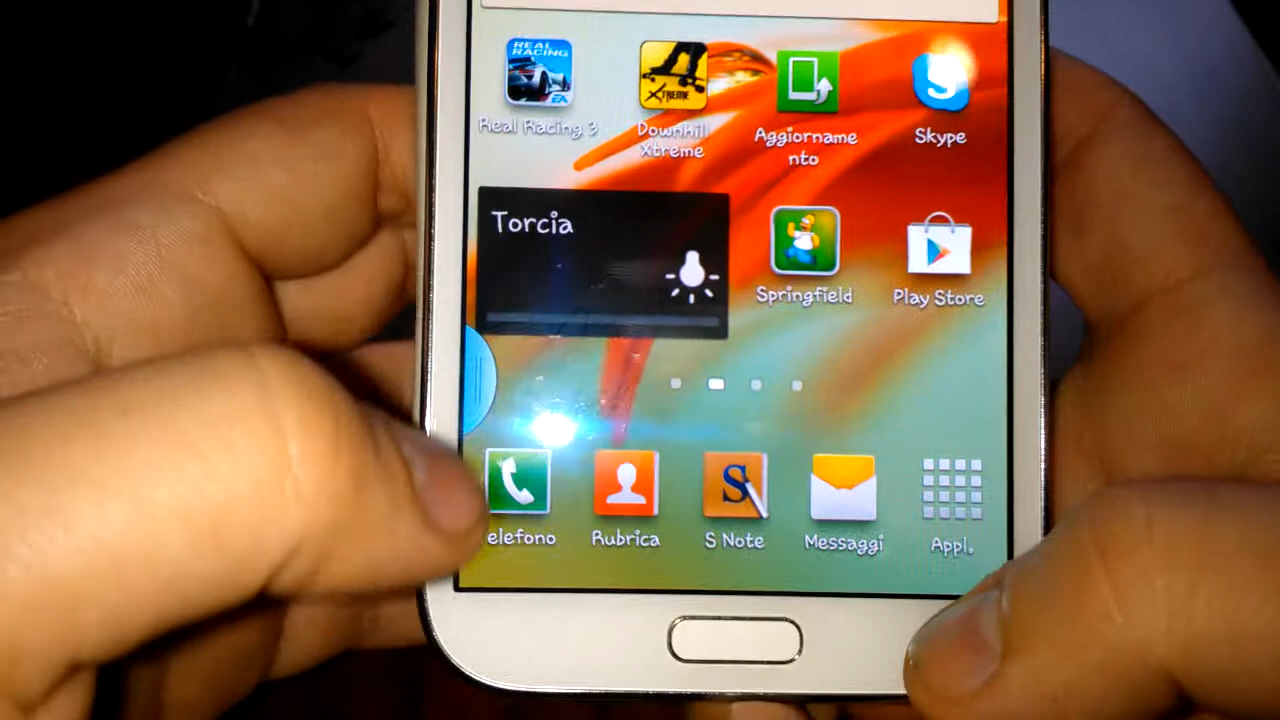 REAL
RACING
EA
XTREME
Real Racing 3
Downhill
Xtreme
Aggiorname
nto
Skype
Torcia
Springfield
Play Store
elefono
Rubrica
S
S Note
Messaggi
Appl.